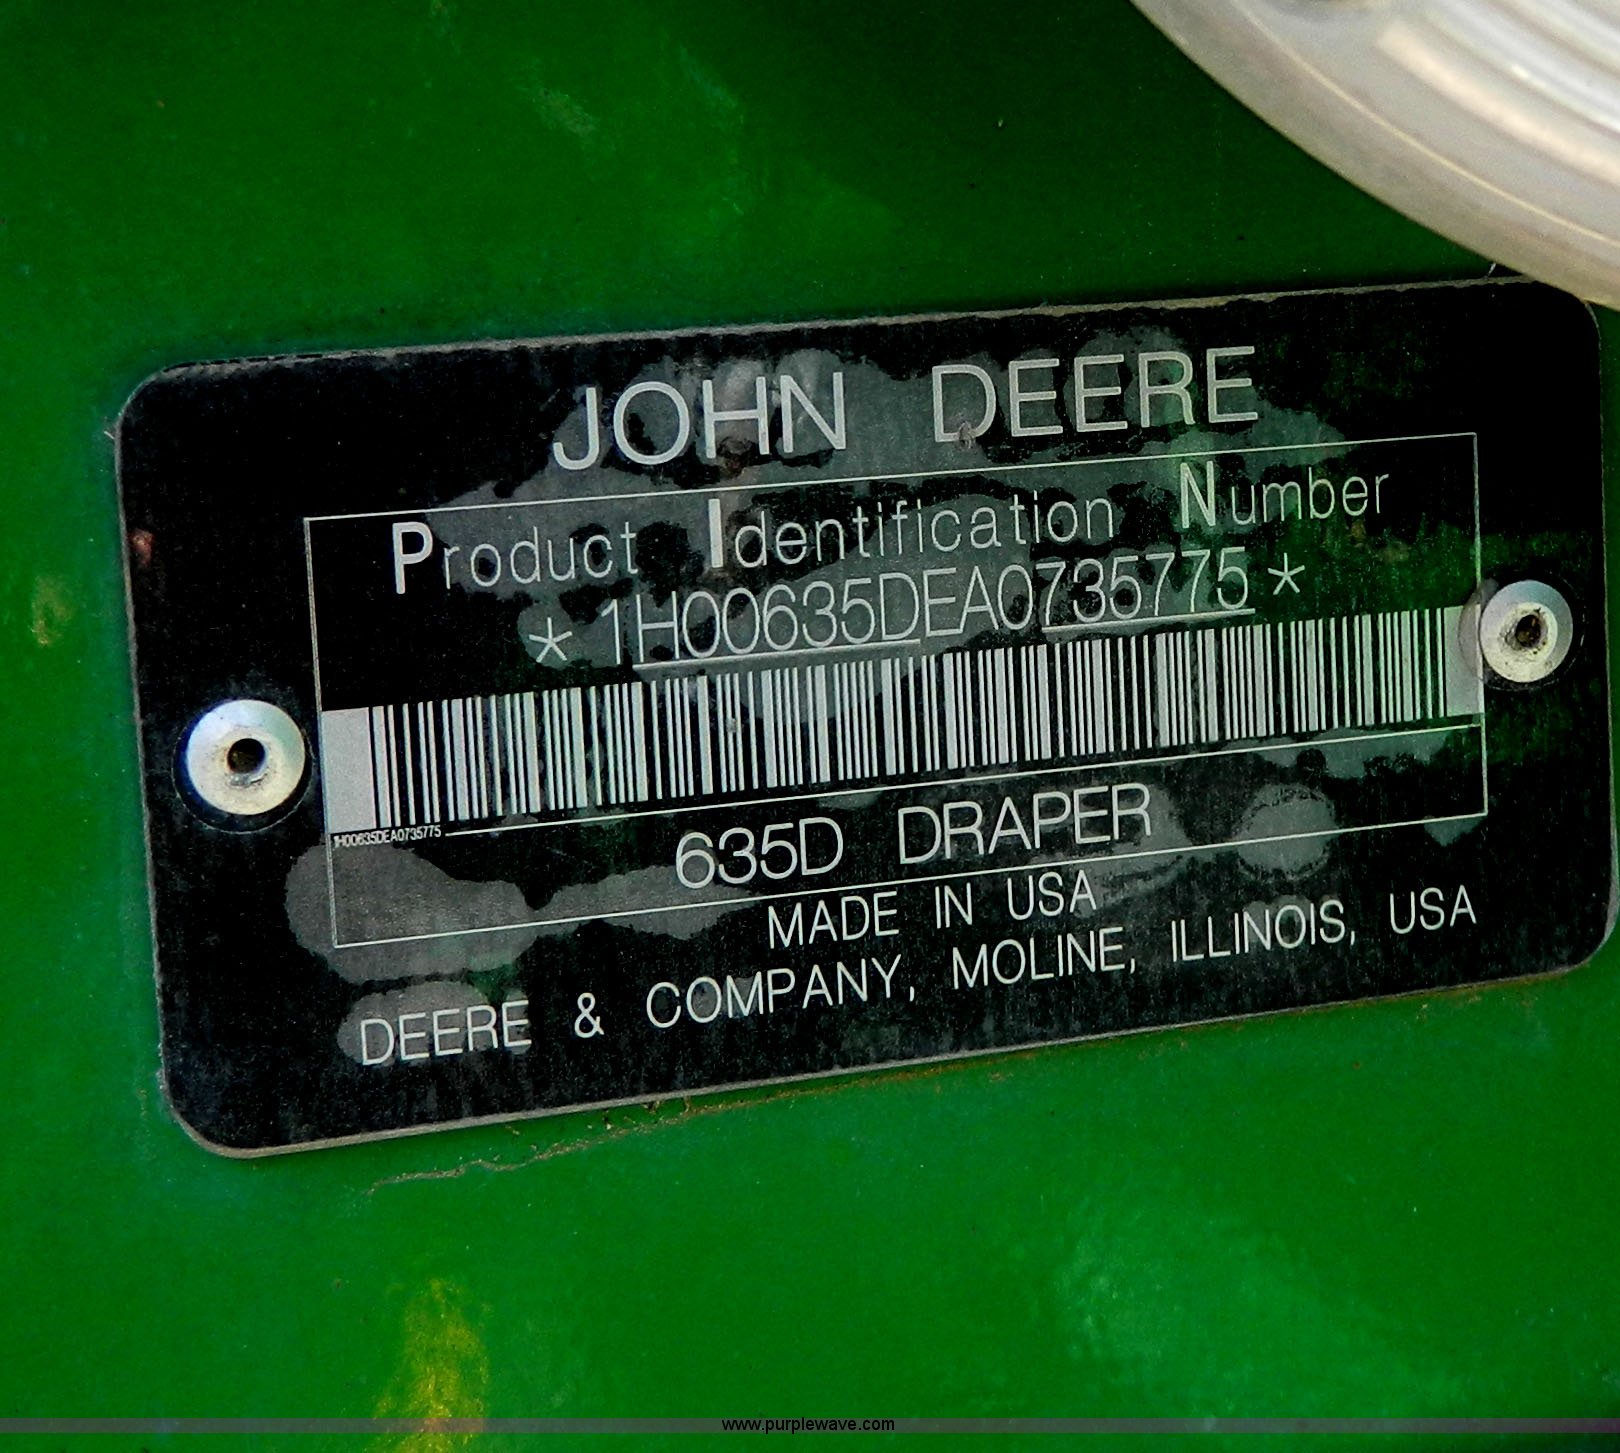 JOHN DEERE
Product Identification Number
*1H00635DEA0735775*
1H00635DEA0735775
635D DRAPER
MADE IN USA
DEERE & COMPANY, MOLINE, ILLINOIS, USA
www.purplewave.com